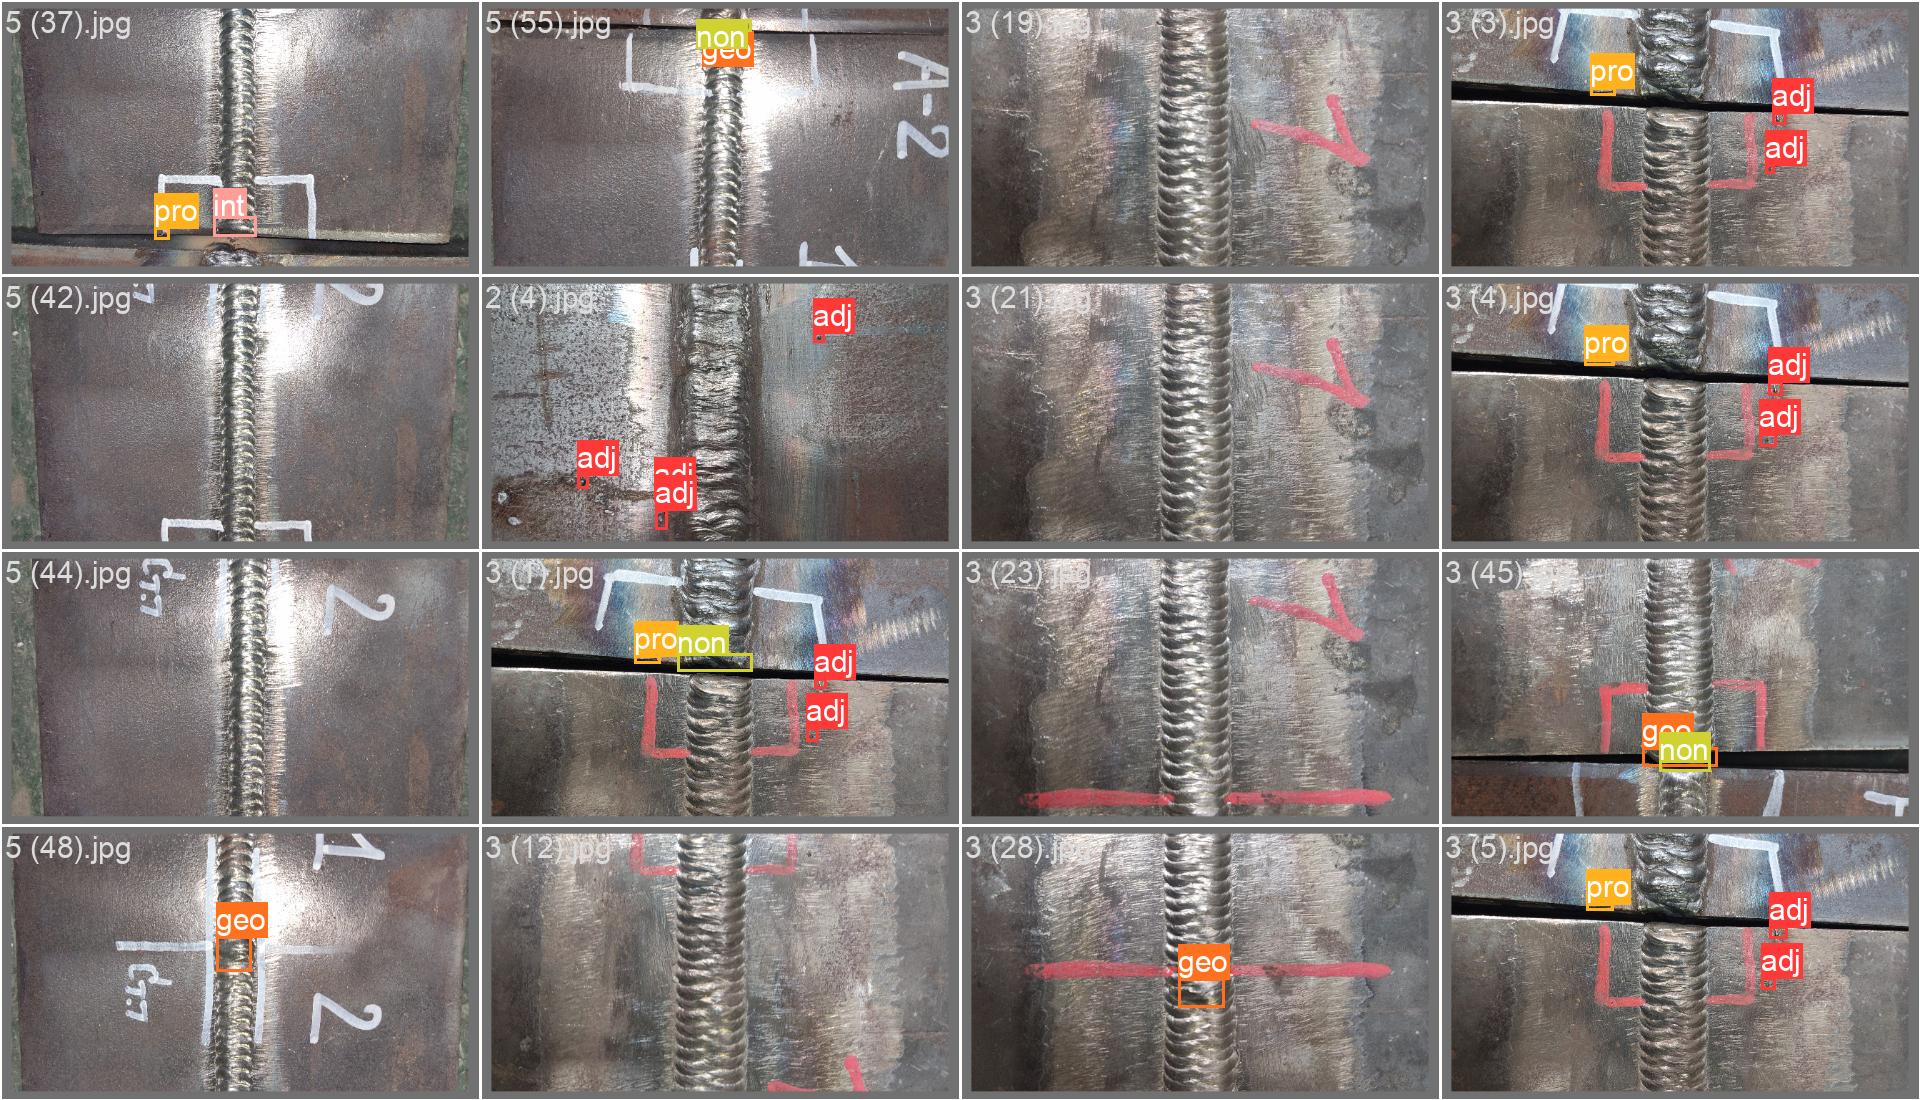 5 (37).jpg
pro
int
5 (55).jpg
non
geo
A-2
1
3 (19).jpg
3 (3).jpg
pro
adj
adj
5 (42).jpg
2
2 (4).jpg
adj
adj
adj
adj
3 (21).jpg
3 (4).jpg
pro
adj
adj
5 (44).jpg
2
3 (1).jpg
pro
non
adj
adj
3 (23).jpg
3 (45)
geo
non
5 (48).jpg
1
geo
2
3 (12).jpg
3 (28).jpg
geo
3 (5).jpg
pro
adj
adj